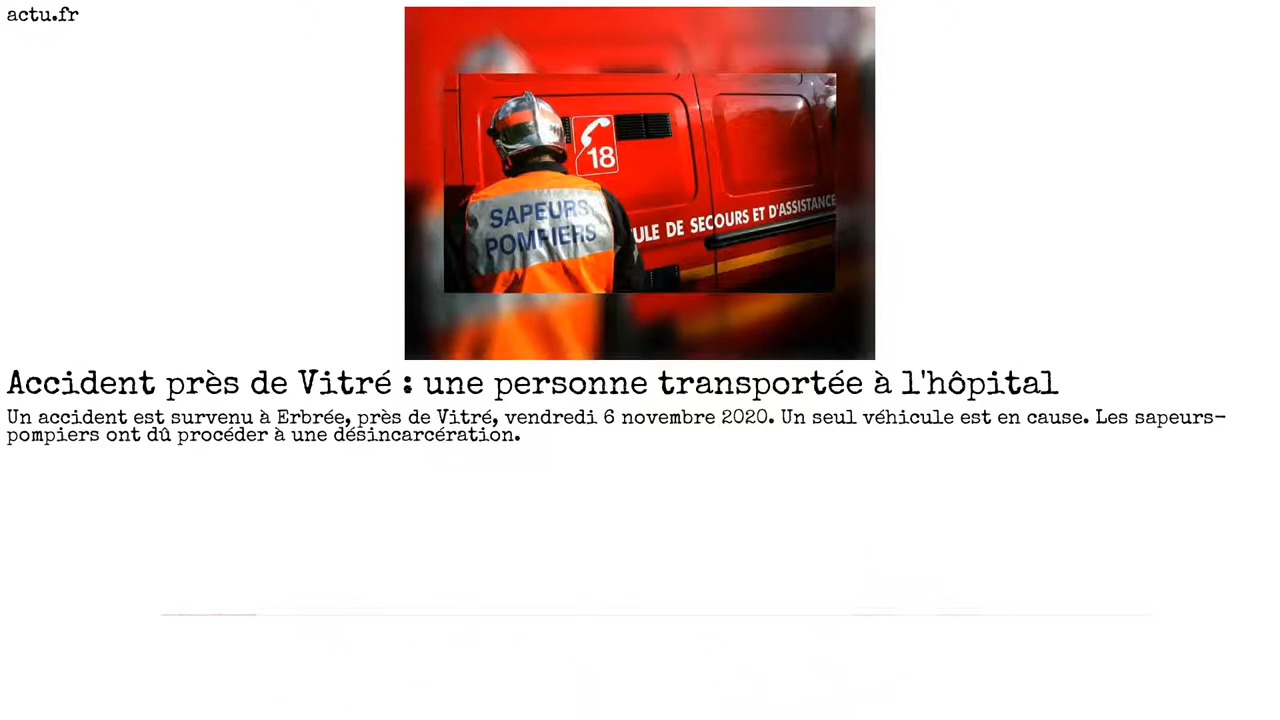 actu.fr
18
SAPEURS
POMPIERS
ULE DE SECOURS ET D'ASSISTANCE
Accident près de Vitré : une personne transportée à l'hôpital
Un accident est survenu à Erbrée, près de Vitré, vendredi 6 novembre 2020. Un seul véhicule est en cause. Les sapeurs-
pompiers ont dû procéder à une désincarcération.